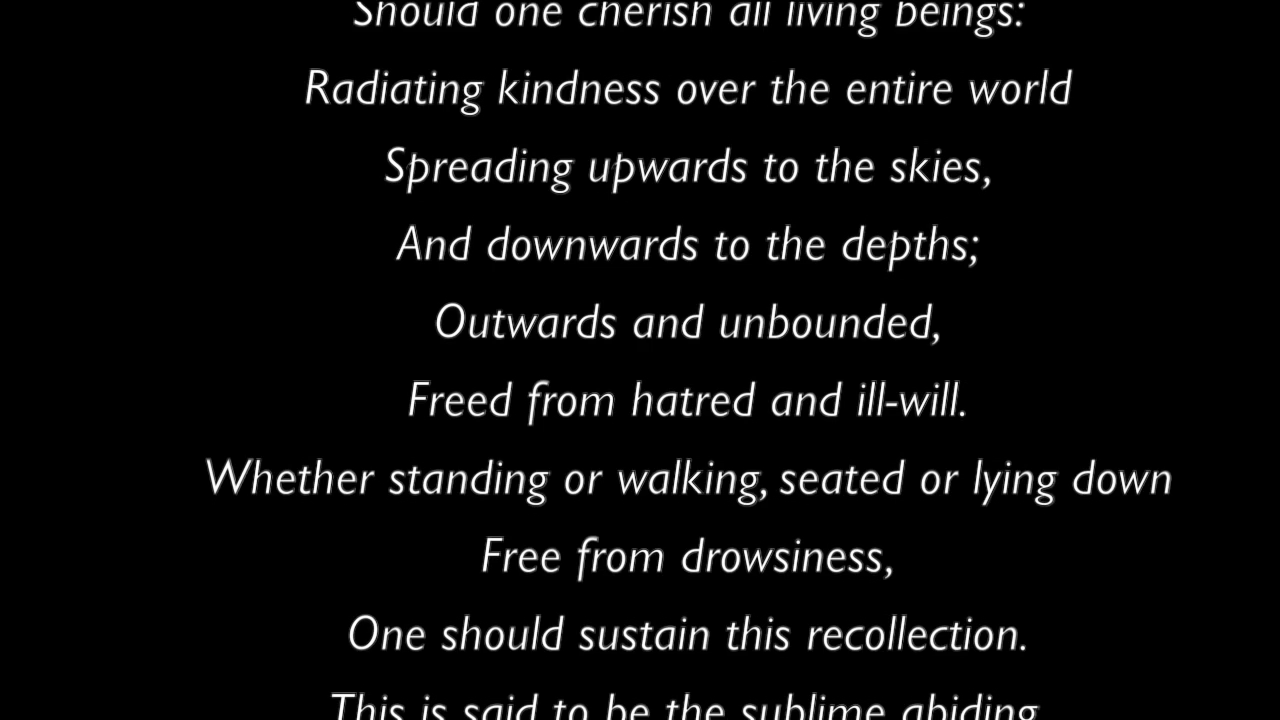 Should one cherish all living beings:
Radiating kindness over the entire world
Spreading upwards to the skies,
And downwards to the depths;
Outwards and unbounded,
Freed from hatred and ill-will.
Whether standing or walking, seated or lying down
Free from drowsiness,
One should sustain this recollection.
This is said to be the sublime abiding